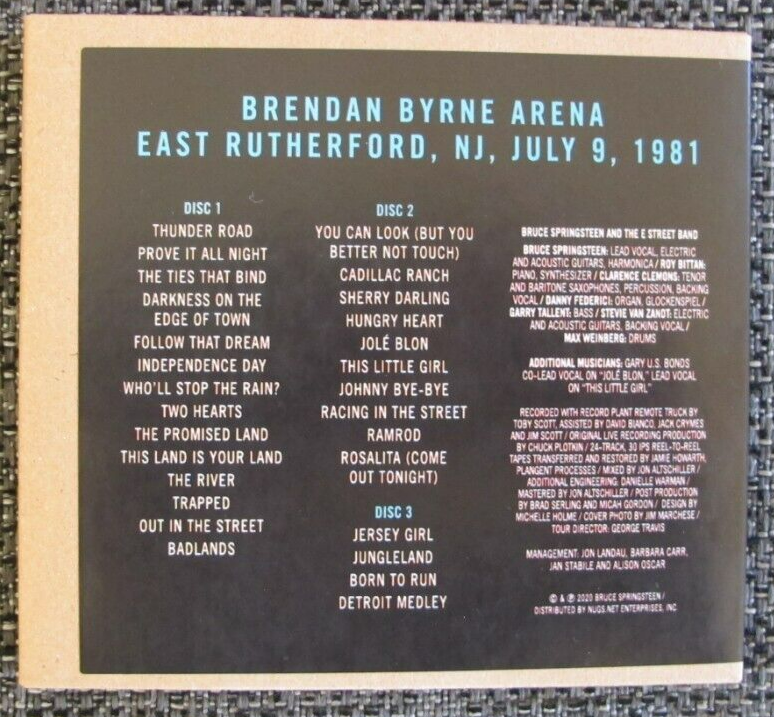 BRENDAN BYRNE ARENA
EAST RUTHERFORD, NJ, JULY 9, 1981
DISC 1
THUNDER ROAD
PROVE IT ALL NIGHT
THE TIES THAT BIND
DARKNESS ON THE
EDGE OF TOWN
FOLLOW THAT DREAM
INDEPENDENCE DAY
WHO'LL STOP THE RAIN?
TWO HEARTS
THE PROMISED LAND
THIS LAND IS YOUR LAND
THE RIVER
TRAPPED
OUT IN THE STREET
BADLANDS
DISC 2
YOU CAN LOOK (BUT YOU
BETTER NOT TOUCH)
CADILLAC RANCH
SHERRY DARLING
HUNGRY HEART
JOLÉ BLON
THIS LITTLE GIRL
JOHNNY BYE-BYE
RACING IN THE STREET
RAMROD
ROSALITA (COME
OUT TONIGHT)
DISC 3
JERSEY GIRL
JUNGLELAND
BORN TO RUN
DETROIT MEDLEY
BRUCE SPRINGSTEEN AND THE E STREET BAND
BRUCE SPRINGSTEEN: LEAD VOCAL, ELECTRIC
AND ACOUSTIC GUITARS, HARMONICA / ROY BITTAN:
PIANO, SYNTHESIZER / CLARENCE CLEMONS: TENOR
AND BARITONE SAXOPHONES, PERCUSSION, BACKING
VOCAL / DANNY FEDERICI: ORGAN, GLOCKENSPIEL /
GARRY TALLENT: BASS / STEVIE VAN ZANDT: ELECTRIC
AND ACOUSTIC GUITARS, BACKING VOCAL /
MAX WEINBERG: DRUMS
ADDITIONAL MUSICIANS: GARY U.S. BONDS
CO-LEAD VOCAL ON "JOLÉ BLON," LEAD VOCAL
ON "THIS LITTLE GIRL"
RECORDED WITH RECORD PLANT REMOTE TRUCK BY
TOBY SCOTT, ASSISTED BY DAVID BIANCO, JACK CRYMES
AND JIM SCOTT / ORIGINAL LIVE RECORDING PRODUCTION
BY CHUCK PLOTKIN / 24-TRACK, 30 IPS REEL-TO-REEL
TAPES TRANSFERRED AND RESTORED BY JAMIE HOWARTH,
PLANGENT PROCESSES / MIXED BY JON ALTSCHILLER /
ADDITIONAL ENGINEERING: DANIELLE WARMAN /
MASTERED BY JON ALTSCHILLER / POST PRODUCTION
BY BRAD SERLING AND MICAH GORDON / DESIGN BY
MICHELLE HOLME / COVER PHOTO BY JIM MARCHESE /
TOUR DIRECTOR: GEORGE TRAVIS
MANAGEMENT: JON LANDAU, BARBARA CARR,
JAN STABILE AND ALISON OSCAR
© & ℗ 2020 BRUCE SPRINGSTEEN /
DISTRIBUTED BY NUGS.NET ENTERPRISES, INC